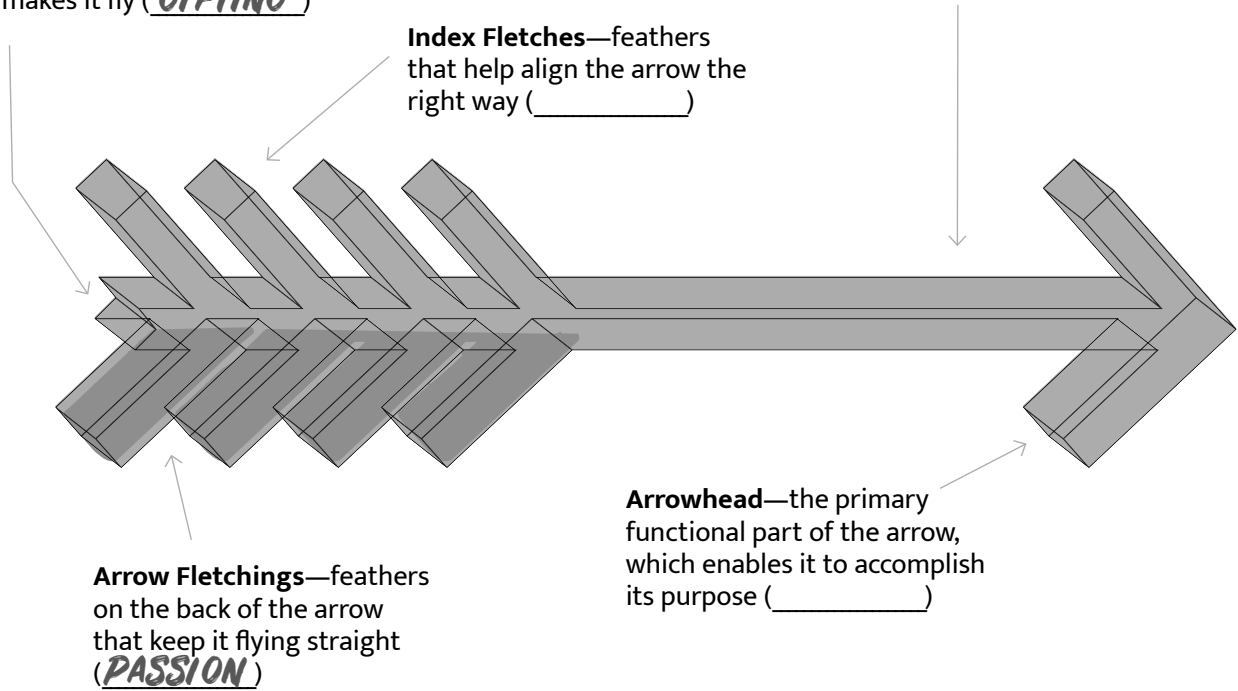 makes it fly (GIFTING)
Index Fletches—feathers
that help align the arrow the
right way (____________)
Arrowhead—the primary
functional part of the arrow,
which enables it to accomplish
its purpose (____________)
Arrow Fletchings—feathers
on the back of the arrow
that keep it flying straight
(PASSION)